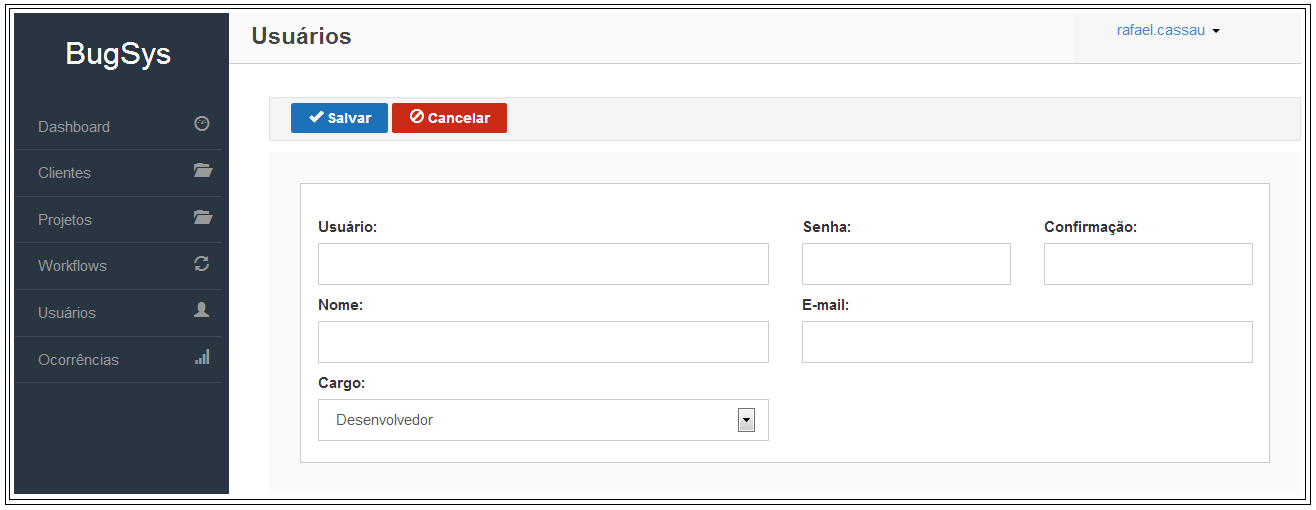 BugSys
Usuários
rafael.cassau
Dashboard
Clientes
Projetos
Workflows
Usuários
Ocorrências
Salvar Cancelar
Usuário: Senha: Confirmação:
Nome: E-mail:
Cargo:
Desenvolvedor